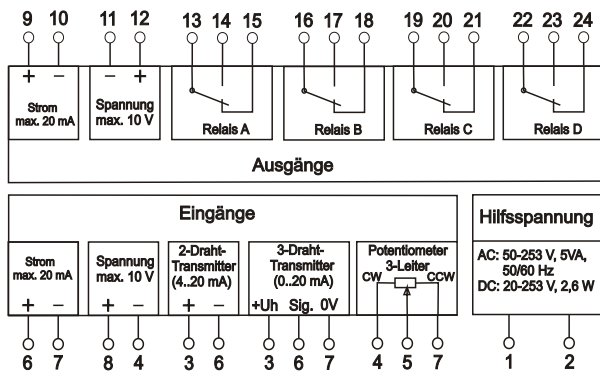 9 10 11 12 13 14 15 16 17 18 19 20 21 22 23 24
+ − − + 
Strom
max. 20 mA
Spannung
max. 10 V
Relais A
Relais B
Relais C
Relais D
Ausgänge
Eingänge
Strom
max. 20 mA
+ −
Spannung
max. 10 V
+ −
2-Draht-
Transmitter
(4..20 mA)
+ −
3-Draht-
Transmitter
(0..20 mA)
+Uh Sig. 0V
Potentiometer
3-Leiter
CW CCW
Hilfsspannung
AC: 50-253 V, 5VA,
50/60 Hz
DC: 20-253 V, 2,6 W
6 7 8 4 3 6 3 6 7 4 5 7 1 2